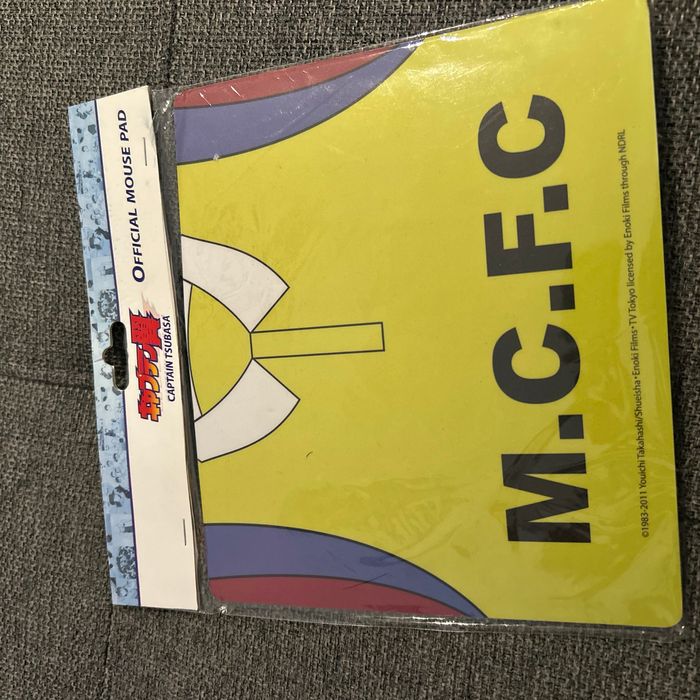 OFFICIAL MOUSE PAD
キャプテン翼
CAPTAIN TSUBASA
M.C.F.C
©1983-2011 Youichi Takahashi/Shueisha•Enoki Films•TV Tokyo licensed by Enoki Films through NDRL